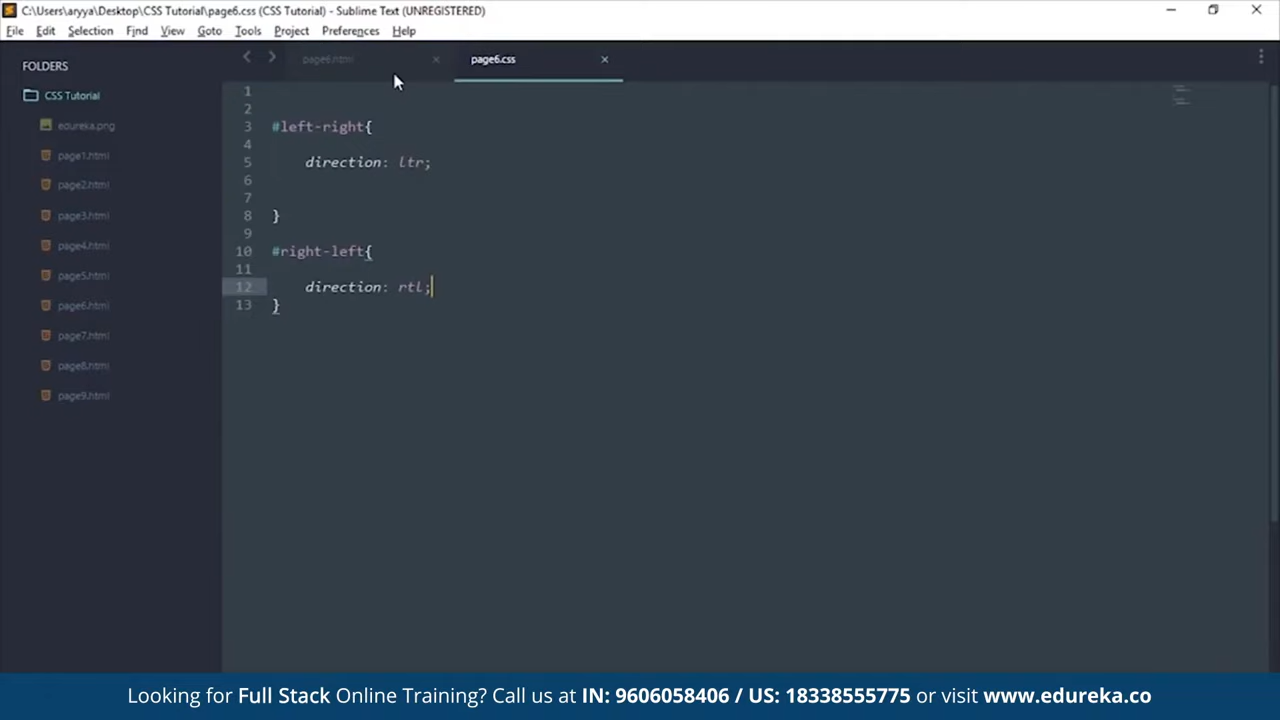 C:\Users\aryya\Desktop\CSS Tutorial\page6.css (CSS Tutorial) - Sublime Text (UNREGISTERED)
File Edit Selection Find View Goto Tools Project Preferences Help
FOLDERS
CSS Tutorial
edureka.png
page1.html
page2.html
page3.html
page4.html
page5.html
page6.html
page7.html
page8.html
page9.html
page6.html × page6.css ×
1
2
3 #left-right{
4
5 direction: ltr;
6
7
8 }
9
10 #right-left{
11
12 direction: rtl;
13 }
Looking for Full Stack Online Training? Call us at IN: 9606058406 / US: 18338555775 or visit www.edureka.co